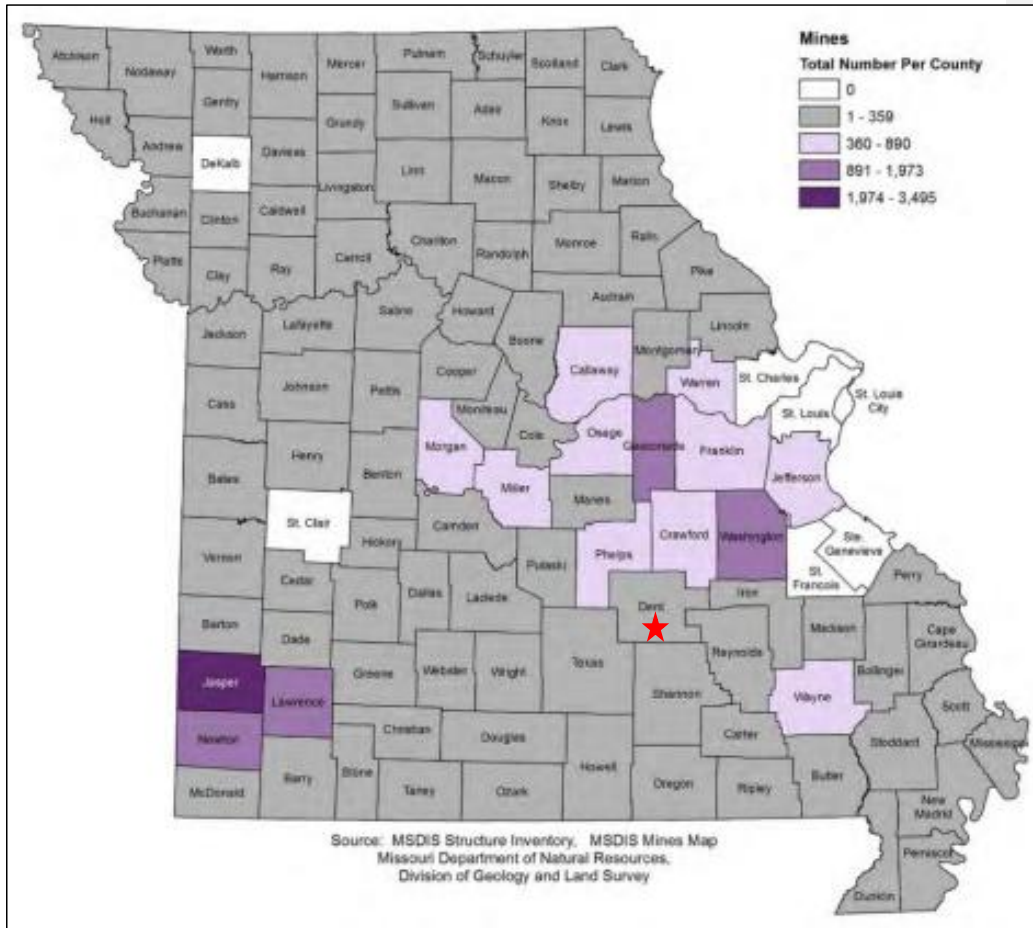 Mines
Total Number Per County
0
1 - 359
360 - 890
891 - 1,973
1,974 - 3,495
Atchison
Nodaway
Worth
Harrison
Mercer
Putnam
Schuyler
Scotland
Clark
Holt
Gentry
Sullivan
Adair
Knox
Lewis
Andrew
DeKalb
Daviess
Grundy
Linn
Macon
Shelby
Marion
Buchanan
Clinton
Caldwell
Livingston
Chariton
Randolph
Monroe
Ralls
Platte
Clay
Ray
Carroll
Pike
Audrain
Jackson
Lafayette
Saline
Howard
Boone
Callaway
Montgomery
Lincoln
Warren
St. Charles
St. Louis
City
St. Louis
Cass
Johnson
Pettis
Cooper
Moniteau
Cole
Osage
Gasconade
Franklin
Jefferson
Bates
Henry
Benton
Morgan
Miller
Maries
Crawford
Washington
Ste.
Genevieve
St.
Francois
Vernon
St. Clair
Hickory
Camden
Pulaski
Phelps
Dent
Iron
Perry
Barton
Cedar
Polk
Dallas
Laclede
Texas
Reynolds
Madison
Cape
Girardeau
Bollinger
Jasper
Dade
Greene
Webster
Wright
Shannon
Wayne
Scott
Mississippi
Newton
Lawrence
Christian
Douglas
Howell
Carter
Stoddard
McDonald
Barry
Stone
Taney
Ozark
Oregon
Ripley
Butler
New
Madrid
Pemiscot
Dunklin
Source: MSDIS Structure Inventory, MSDIS Mines Map
Missouri Department of Natural Resources,
Division of Geology and Land Survey